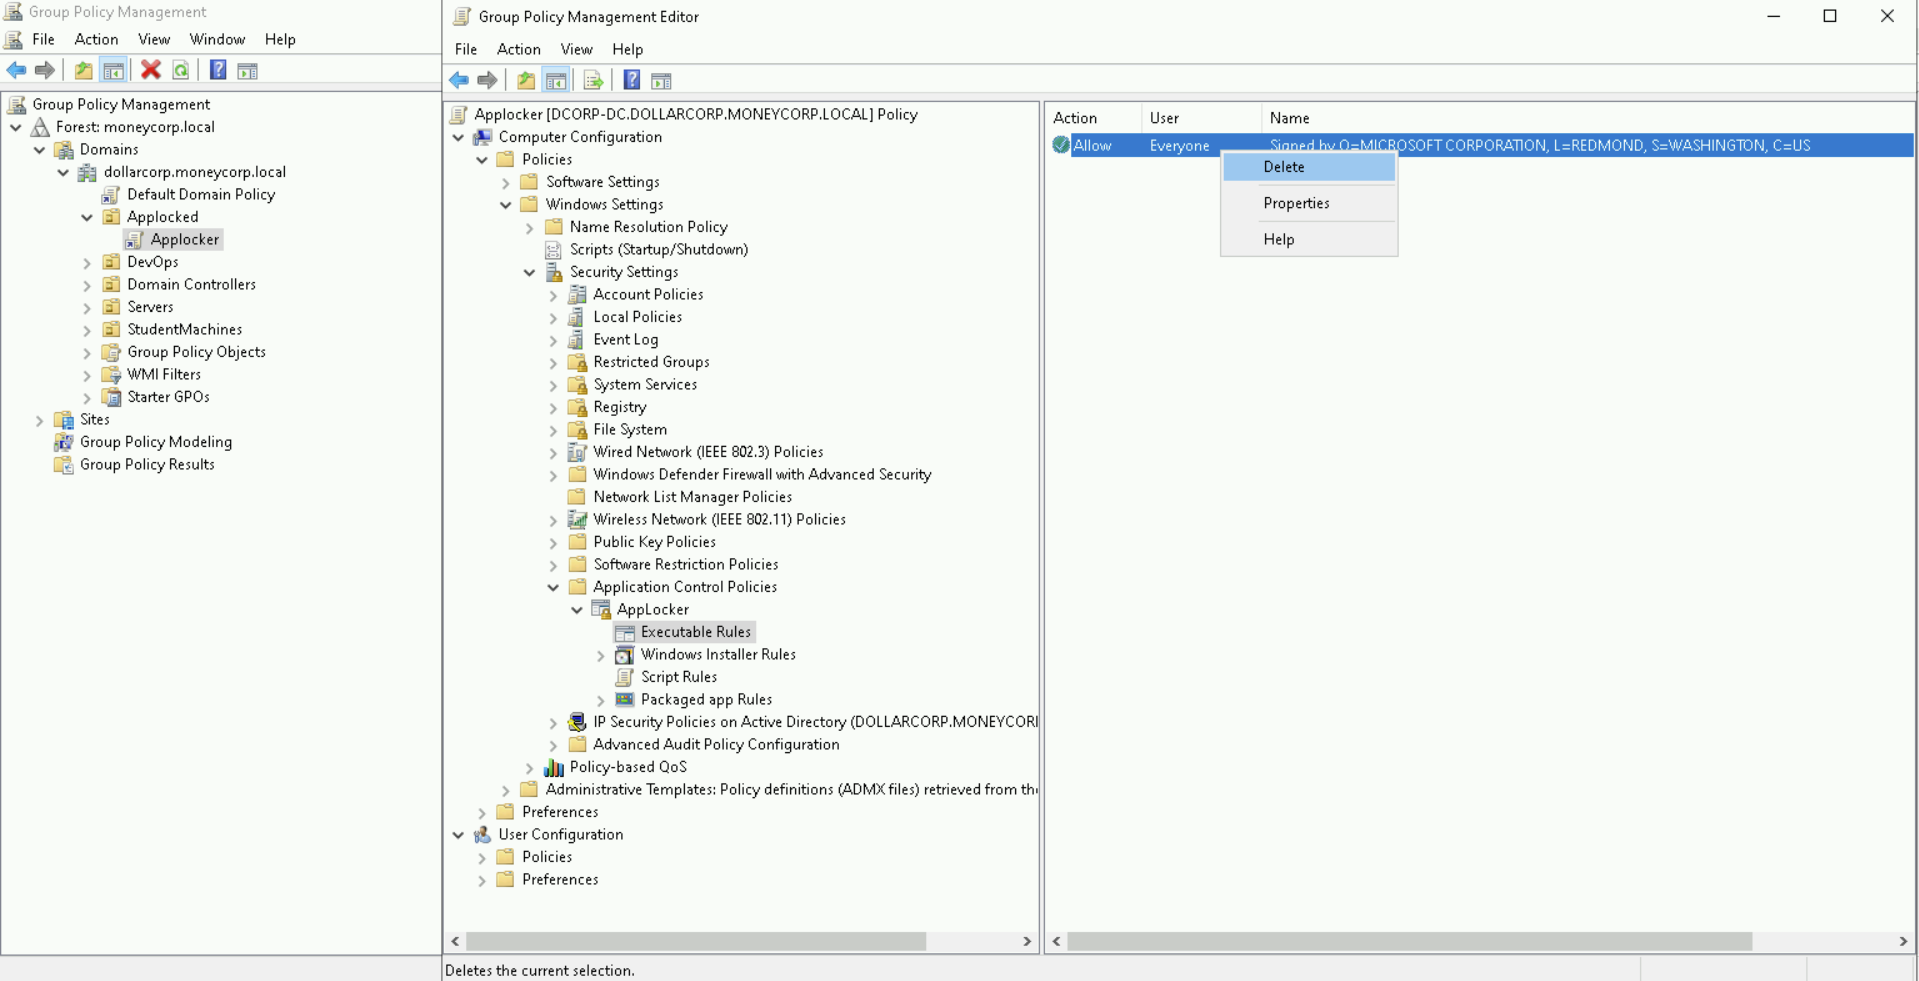 Group Policy Management
File Action View Window Help
Group Policy Management
Forest: moneycorp.local
Domains
dollarcorp.moneycorp.local
Default Domain Policy
Applocked
Applocker
DevOps
Domain Controllers
Servers
StudentMachines
Group Policy Objects
WMI Filters
Starter GPOs
Sites
Group Policy Modeling
Group Policy Results
Group Policy Management Editor
File Action View Help
Applocker [DCORP-DC.DOLLARCORP.MONEYCORP.LOCAL] Policy
Computer Configuration
Policies
Software Settings
Windows Settings
Name Resolution Policy
Scripts (Startup/Shutdown)
Security Settings
Account Policies
Local Policies
Event Log
Restricted Groups
System Services
Registry
File System
Wired Network (IEEE 802.3) Policies
Windows Defender Firewall with Advanced Security
Network List Manager Policies
Wireless Network (IEEE 802.11) Policies
Public Key Policies
Software Restriction Policies
Application Control Policies
AppLocker
Executable Rules
Windows Installer Rules
Script Rules
Packaged app Rules
IP Security Policies on Active Directory (DOLLARCORP.MONEYCOR
Advanced Audit Policy Configuration
Policy-based QoS
Administrative Templates: Policy definitions (ADMX files) retrieved from th
Preferences
User Configuration
Policies
Preferences
Action User Name
Allow Everyone Signed by O=MICROSOFT CORPORATION, L=REDMOND, S=WASHINGTON, C=US
Delete
Properties
Help
Deletes the current selection.